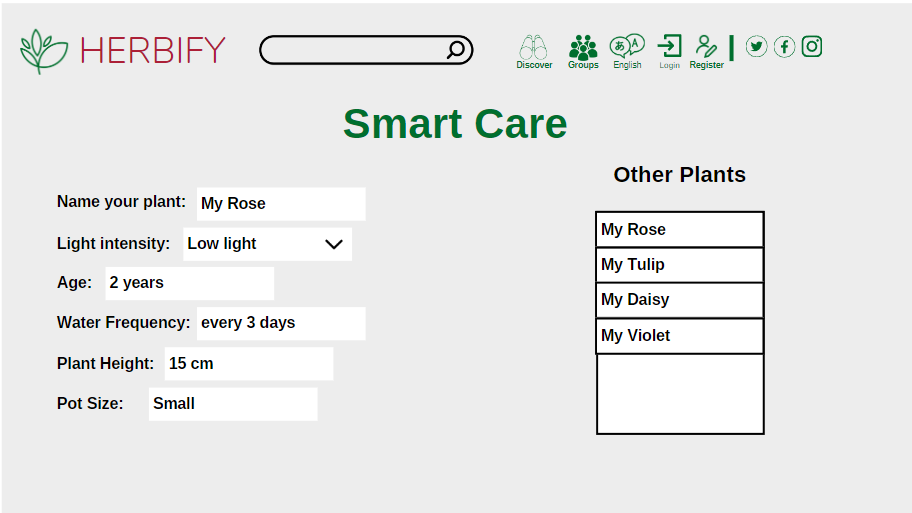 HERBIFY
Discover
Groups
あ A
English
Login
Register
Smart Care
Name your plant: My Rose
Light intensity: Low light
Age: 2 years
Water Frequency: every 3 days
Plant Height: 15 cm
Pot Size: Small
Other Plants
My Rose
My Tulip
My Daisy
My Violet